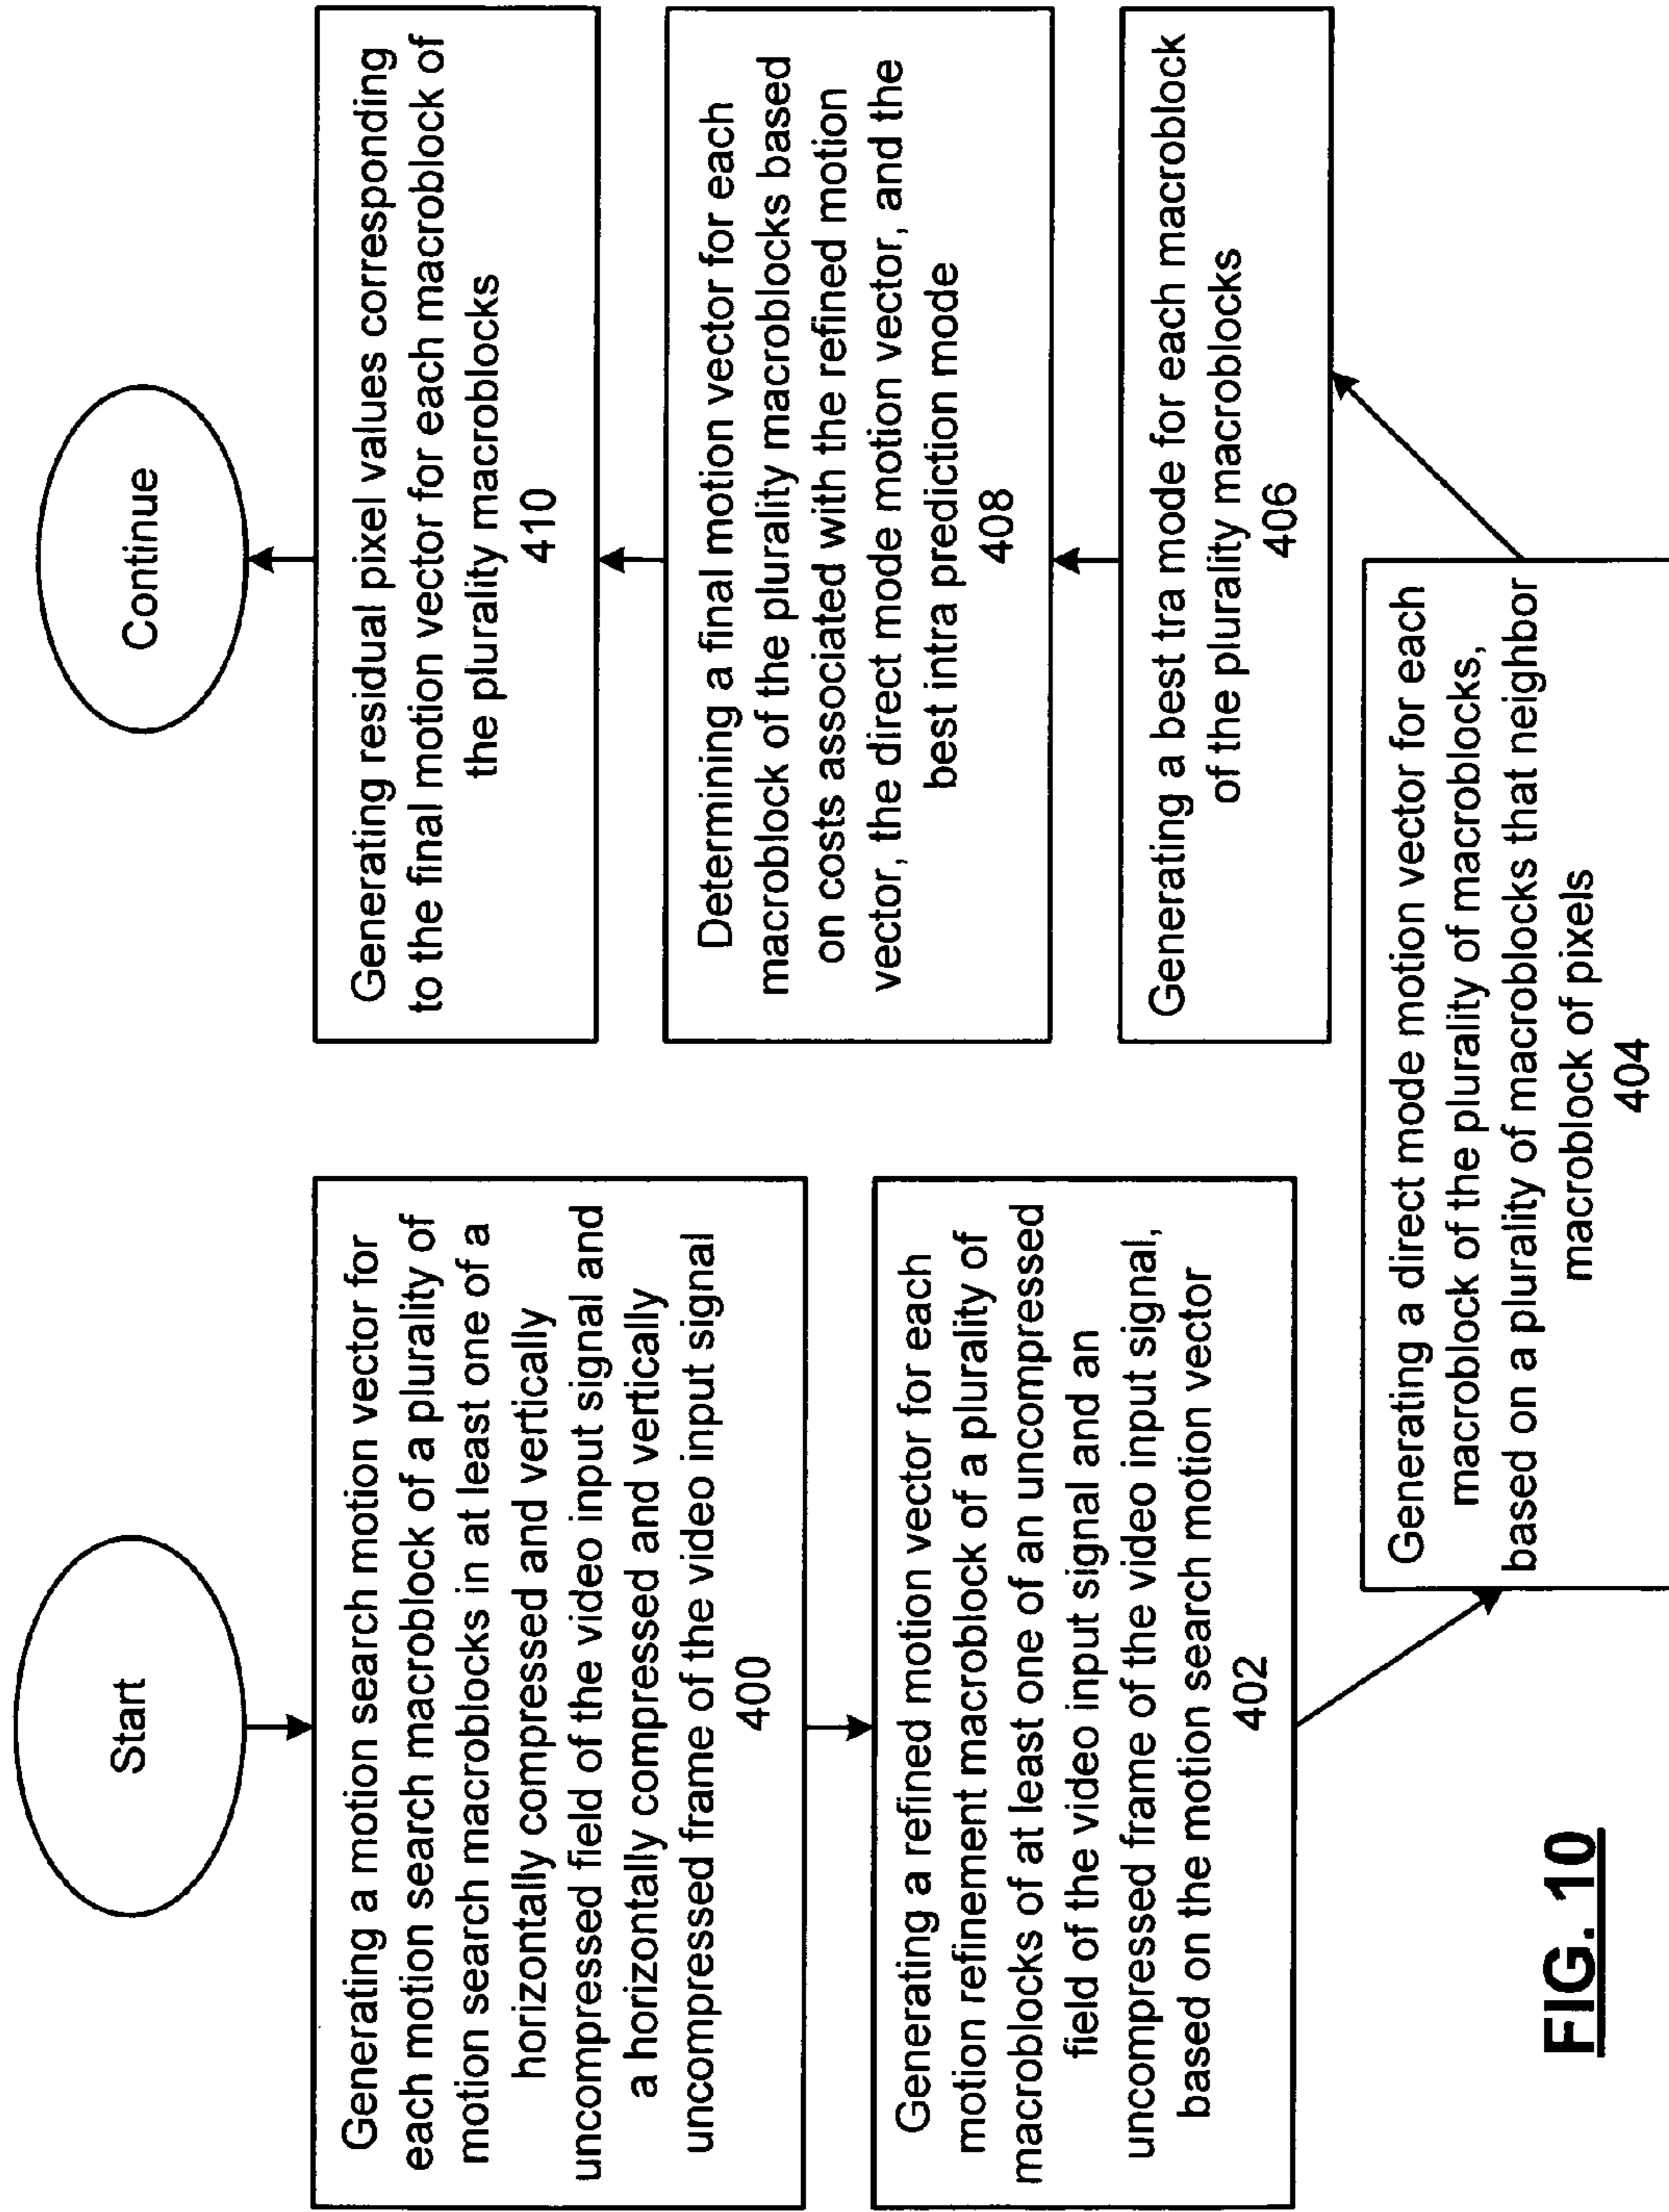 Start
Generating a motion search motion vector for
each motion search macroblock of a plurality of
motion search macroblocks in at least one of a
horizontally compressed and vertically
uncompressed field of the video input signal and
a horizontally compressed and vertically
uncompressed frame of the video input signal
400
Generating a refined motion vector for each
motion refinement macroblock of a plurality of
macroblocks of at least one of an uncompressed
field of the video input signal and an
uncompressed frame of the video input signal,
based on the motion search motion vector
402
Generating a direct mode motion vector for each
macroblock of the plurality of macroblocks,
based on a plurality of macroblocks that neighbor
macroblock of pixels
404
Generating a best tra mode for each macroblock
of the plurality macroblocks
406
Determining a final motion vector for each
macroblock of the plurality macroblocks based
on costs associated with the refined motion
vector, the direct mode motion vector, and the
best intra prediction mode
408
Generating residual pixel values corresponding
to the final motion vector for each macroblock of
the plurality macroblocks
410
Continue
FIG. 10